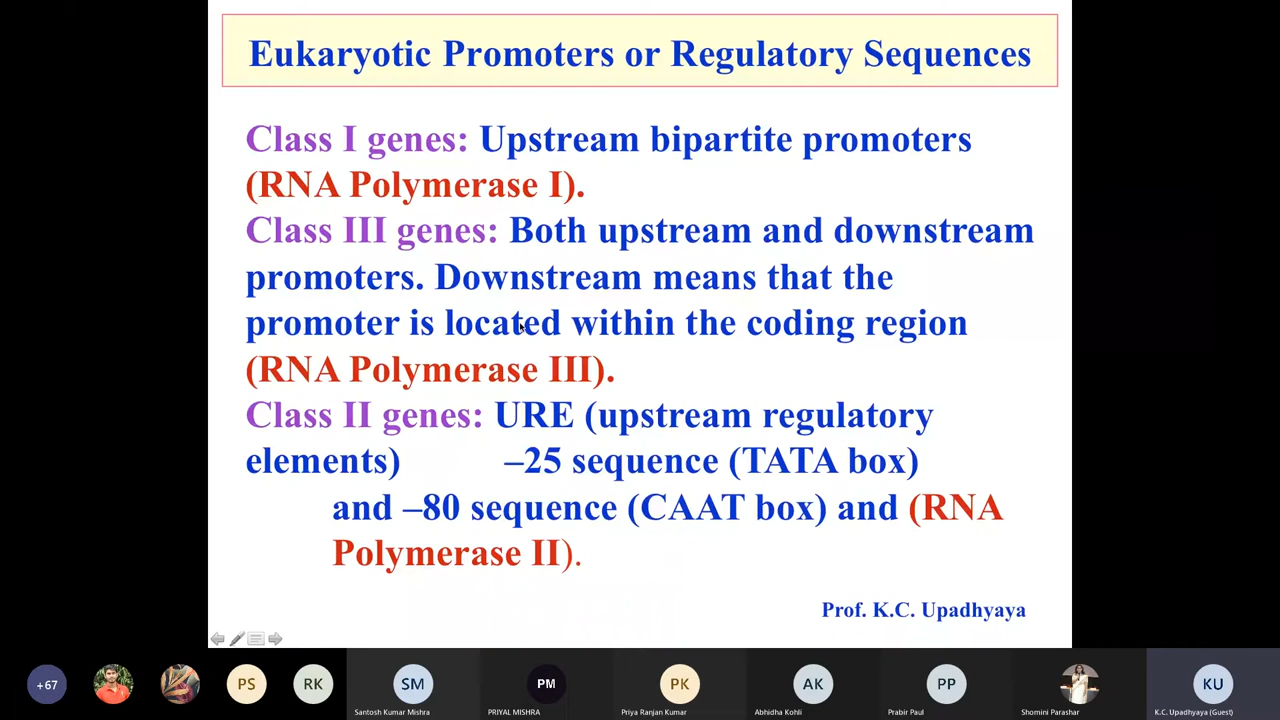 Eukaryotic Promoters or Regulatory Sequences
Class I genes: Upstream bipartite promoters
(RNA Polymerase I).
Class III genes: Both upstream and downstream
promoters. Downstream means that the
promoter is located within the coding region
(RNA Polymerase III).
Class II genes: URE (upstream regulatory
elements) –25 sequence (TATA box)
and –80 sequence (CAAT box) and (RNA
Polymerase II).
Prof. K.C. Upadhyaya
+67
PS
RK
SM
Santosh Kumar Mishra
PM
PRIYAL MISHRA
PK
Priya Ranjan Kumar
AK
Abhidha Kohli
PP
Prabir Paul
Shomini Parashar
KU
K.C. Upadhyaya (Guest)